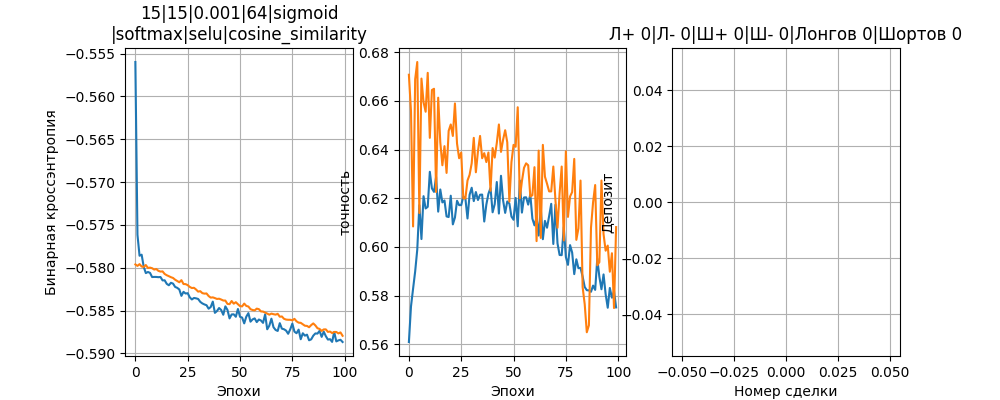 15|15|0.001|64|sigmoid
|softmax|selu|cosine_similarity
Бинарная кроссэнтропия
−0.555
−0.560
−0.565
−0.570
−0.575
−0.580
−0.585
−0.590
0 25 50 75 100
Эпохи
точность
0.68
0.66
0.64
0.62
0.60
0.58
0.56
0 25 50 75 100
Эпохи
Л+ 0|Л- 0|Ш+ 0|Ш- 0|Лонгов 0|Шортов 0
Депозит
0.04
0.02
0.00
−0.02
−0.04
−0.050 −0.025 0.000 0.025 0.050
Номер сделки